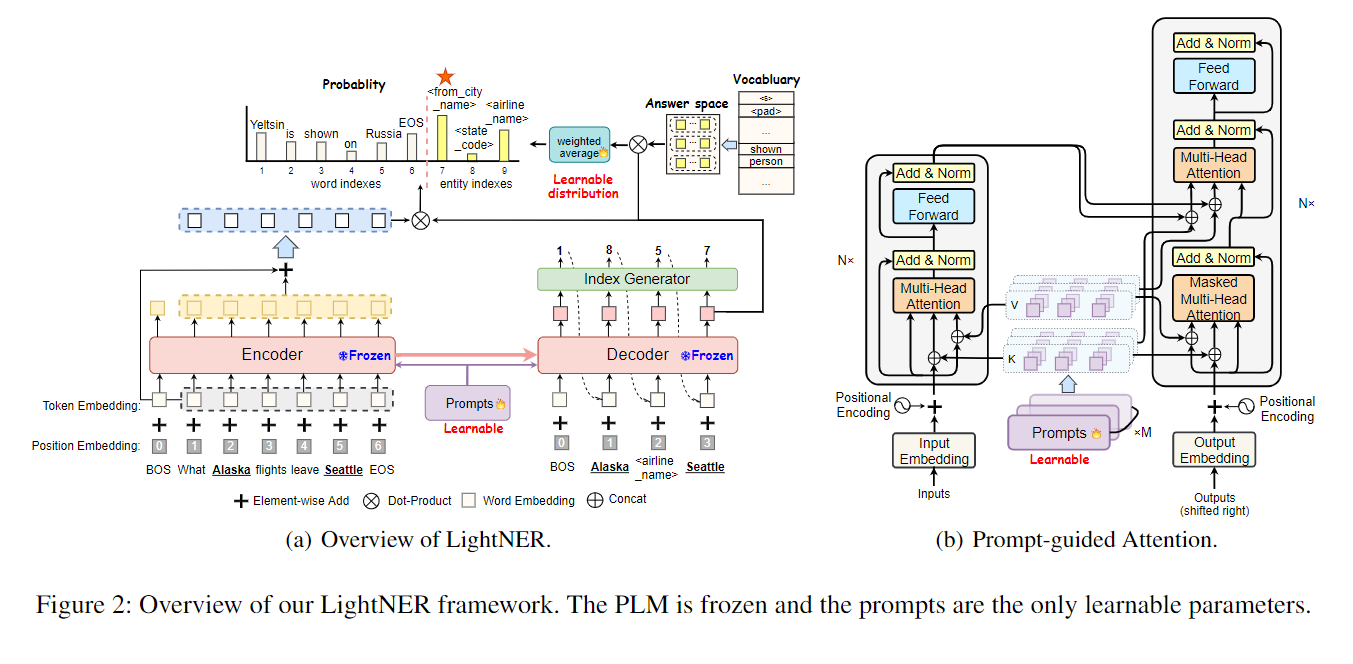 Probablity
Yeltsin
is
shown
on
Russia
EOS
<from_city
_name>
<state
_code>
<airline
_name>
1 2 3 4 5 6 7 8 9
word indexes
entity indexes
weighted
average
Learnable
distribution
Answer space
Vocabluary
<s>
<pad>
...
shown
person
...
1 8 5 7
Index Generator
Encoder
Frozen
Decoder
Frozen
Prompts
Learnable
Token Embedding:
Position Embedding:
0 1 2 3 4 5 6
BOS What Alaska flights leave Seattle EOS
0 1 2 3
BOS Alaska <airline
_name> Seattle
Element-wise Add Dot-Product Word Embedding Concat
(a) Overview of LightNER.
Add & Norm
Feed
Forward
Add & Norm
Multi-Head
Attention
N×
Positional
Encoding
Input
Embedding
Inputs
V
K
Prompts
×M
Learnable
Add & Norm
Feed
Forward
Add & Norm
Multi-Head
Attention
N×
Add & Norm
Masked
Multi-Head
Attention
Positional
Encoding
Output
Embedding
Outputs
(shifted right)
(b) Prompt-guided Attention.
Figure 2: Overview of our LightNER framework. The PLM is frozen and the prompts are the only learnable parameters.